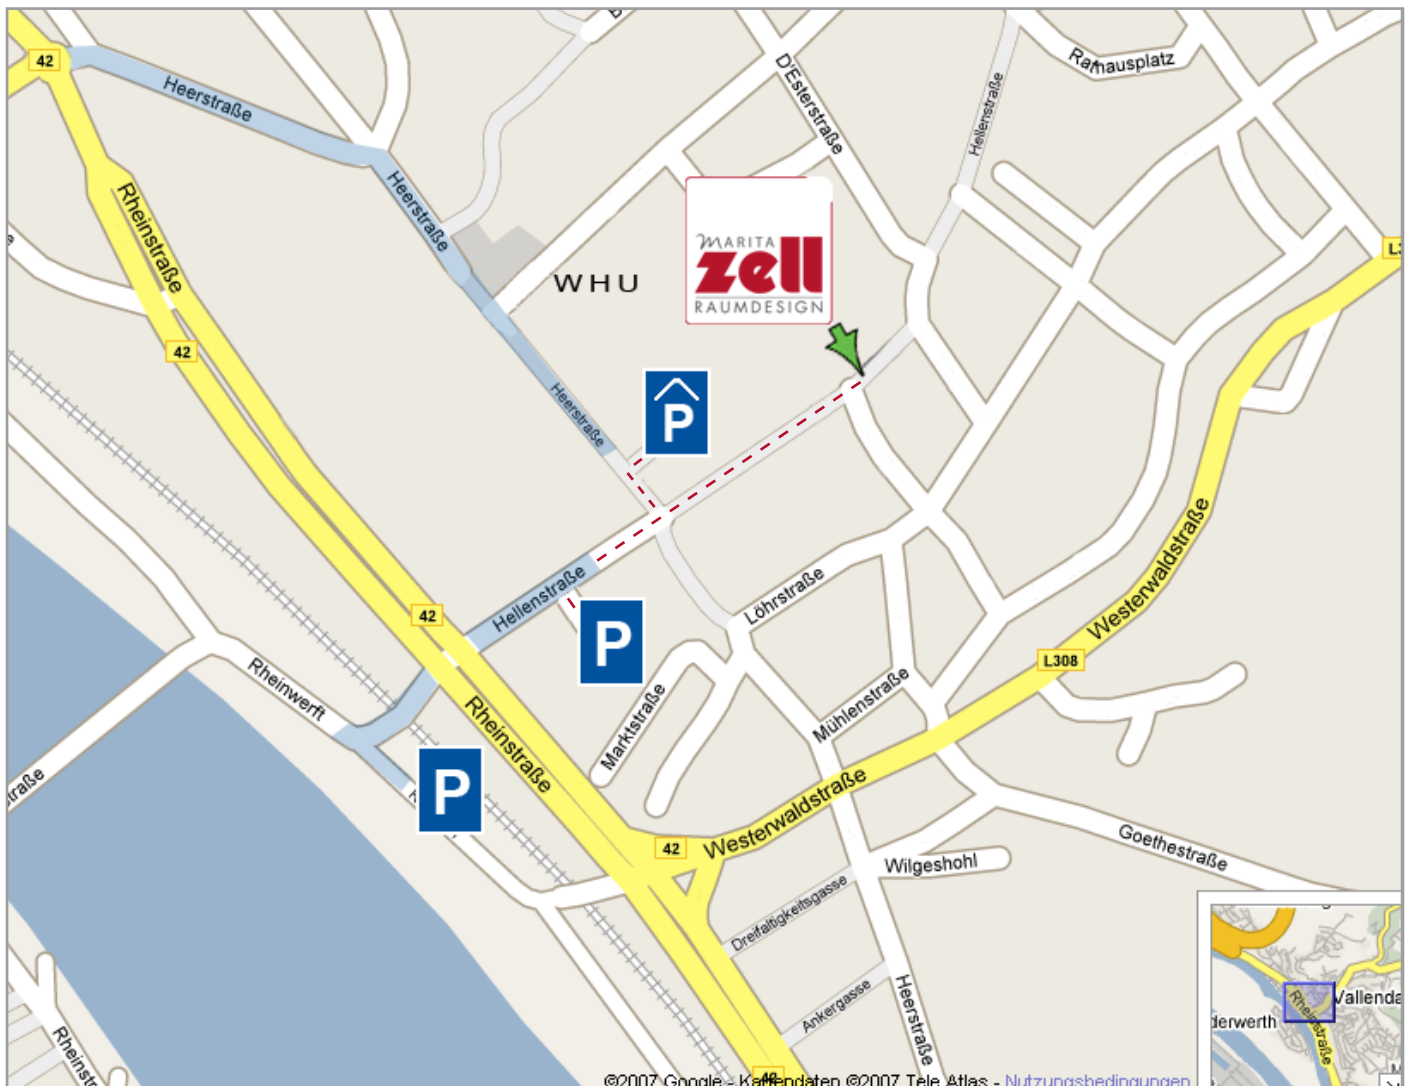 42
Heerstraße
D'Esterstraße
Rathausplatz
Hellenstraße
Heerstraße
Rheinstraße
MARITA
zell
RAUMDESIGN
WHU
42
P
Heerstraße
Hellenstraße
42
P
Löhrstraße
Westerwaldstraße
L308
Rheinwerft
Rheinstraße
Marktstraße
Mühlenstraße
P
Westerwaldstraße
42
Goethestraße
Wilgeshohl
Dreifaltigkeitsgasse
Ankergasse
Heerstraße
Vallenda
derwerth
Rheinstraße
Rheinstr
©2007 Google - Kartendaten ©2007 Tele Atlas - Nutzungsbedingungen